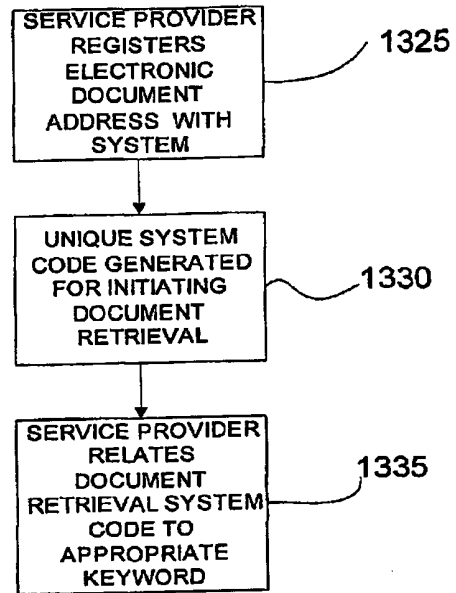 SERVICE PROVIDER
REGISTERS
ELECTRONIC
DOCUMENT
ADDRESS WITH
SYSTEM
1325
UNIQUE SYSTEM
CODE GENERATED
FOR INITIATING
DOCUMENT
RETRIEVAL
1330
SERVICE PROVIDER
RELATES
DOCUMENT
RETRIEVAL SYSTEM
CODE TO
APPROPRIATE
KEYWORD
1335